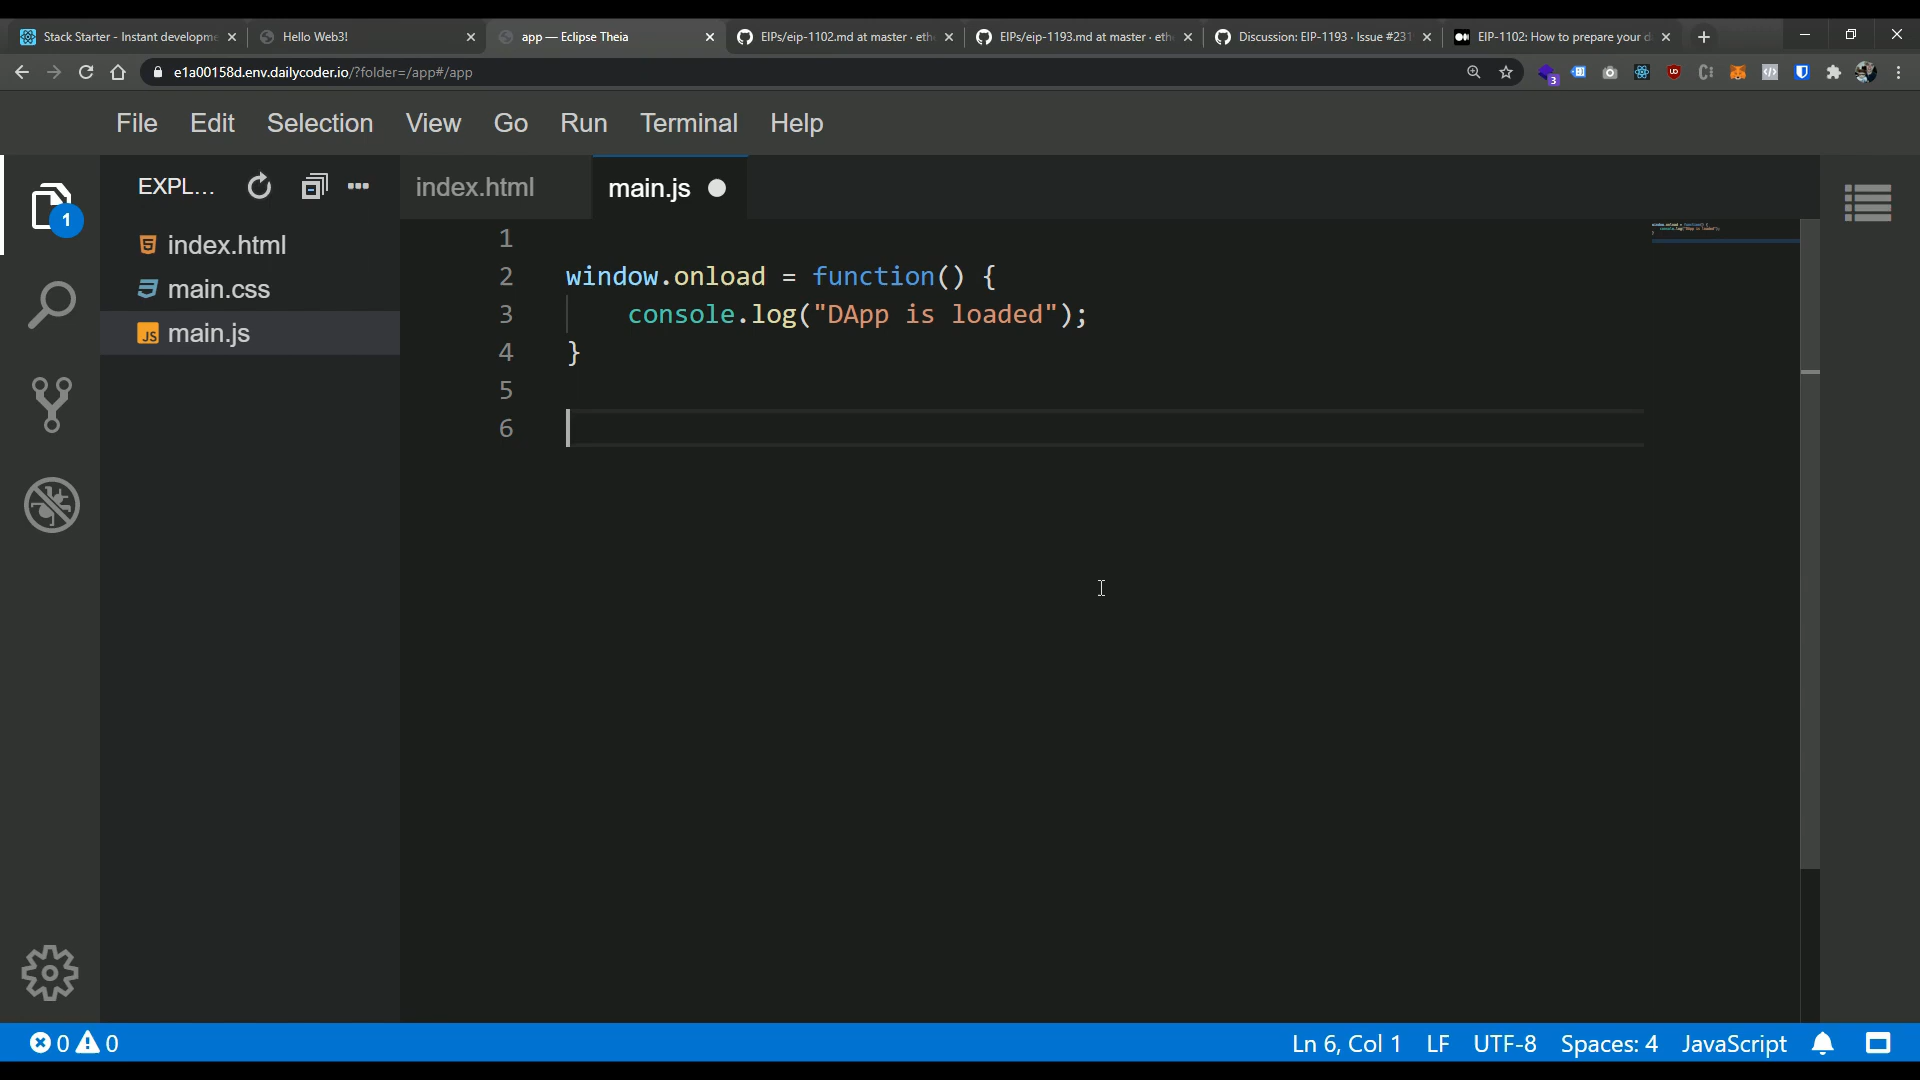 Stack Starter - Instant developme
Hello Web3!
app — Eclipse Theia
EIPs/eip-1102.md at master · eth
EIPs/eip-1193.md at master · eth
Discussion: EIP-1193 · Issue #231
EIP-1102: How to prepare your d
e1a00158d.env.dailycoder.io/?folder=/app#/app
3
File Edit Selection View Go Run Terminal Help
EXPL...
index.html
main.js
1
index.html
main.css
JS main.js
1
2 window.onload = function() {
3 console.log("DApp is loaded");
4 }
5
6
0 0
Ln 6, Col 1 LF UTF-8 Spaces: 4 JavaScript